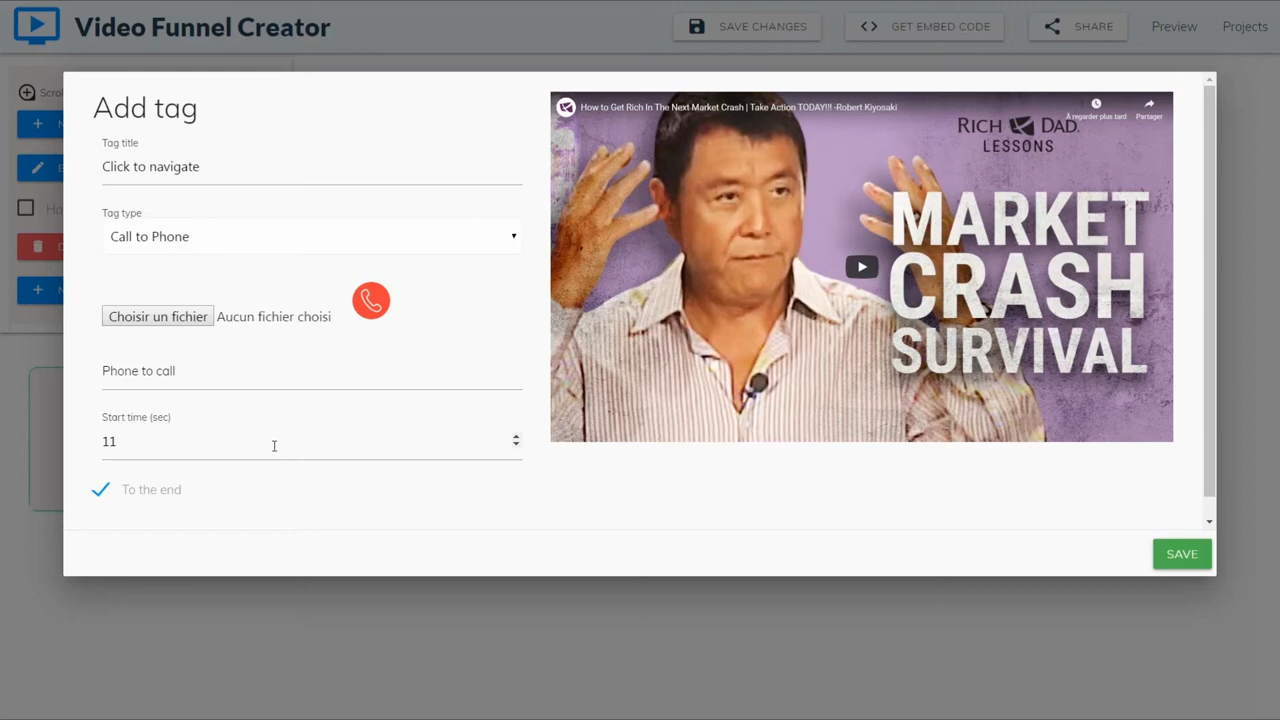 Video Funnel Creator
SAVE CHANGES
GET EMBED CODE
SHARE
Preview
Projects
Add tag
Tag title
Click to navigate
Tag type
Call to Phone
Choisir un fichier Aucun fichier choisi
Phone to call
Start time (sec)
11
To the end
How to Get Rich In The Next Market Crash | Take Action TODAY!!! -Robert Kiyosaki
À regarder plus tard
Partager
RICH DAD.
LESSONS
MARKET
CRASH
SURVIVAL
SAVE